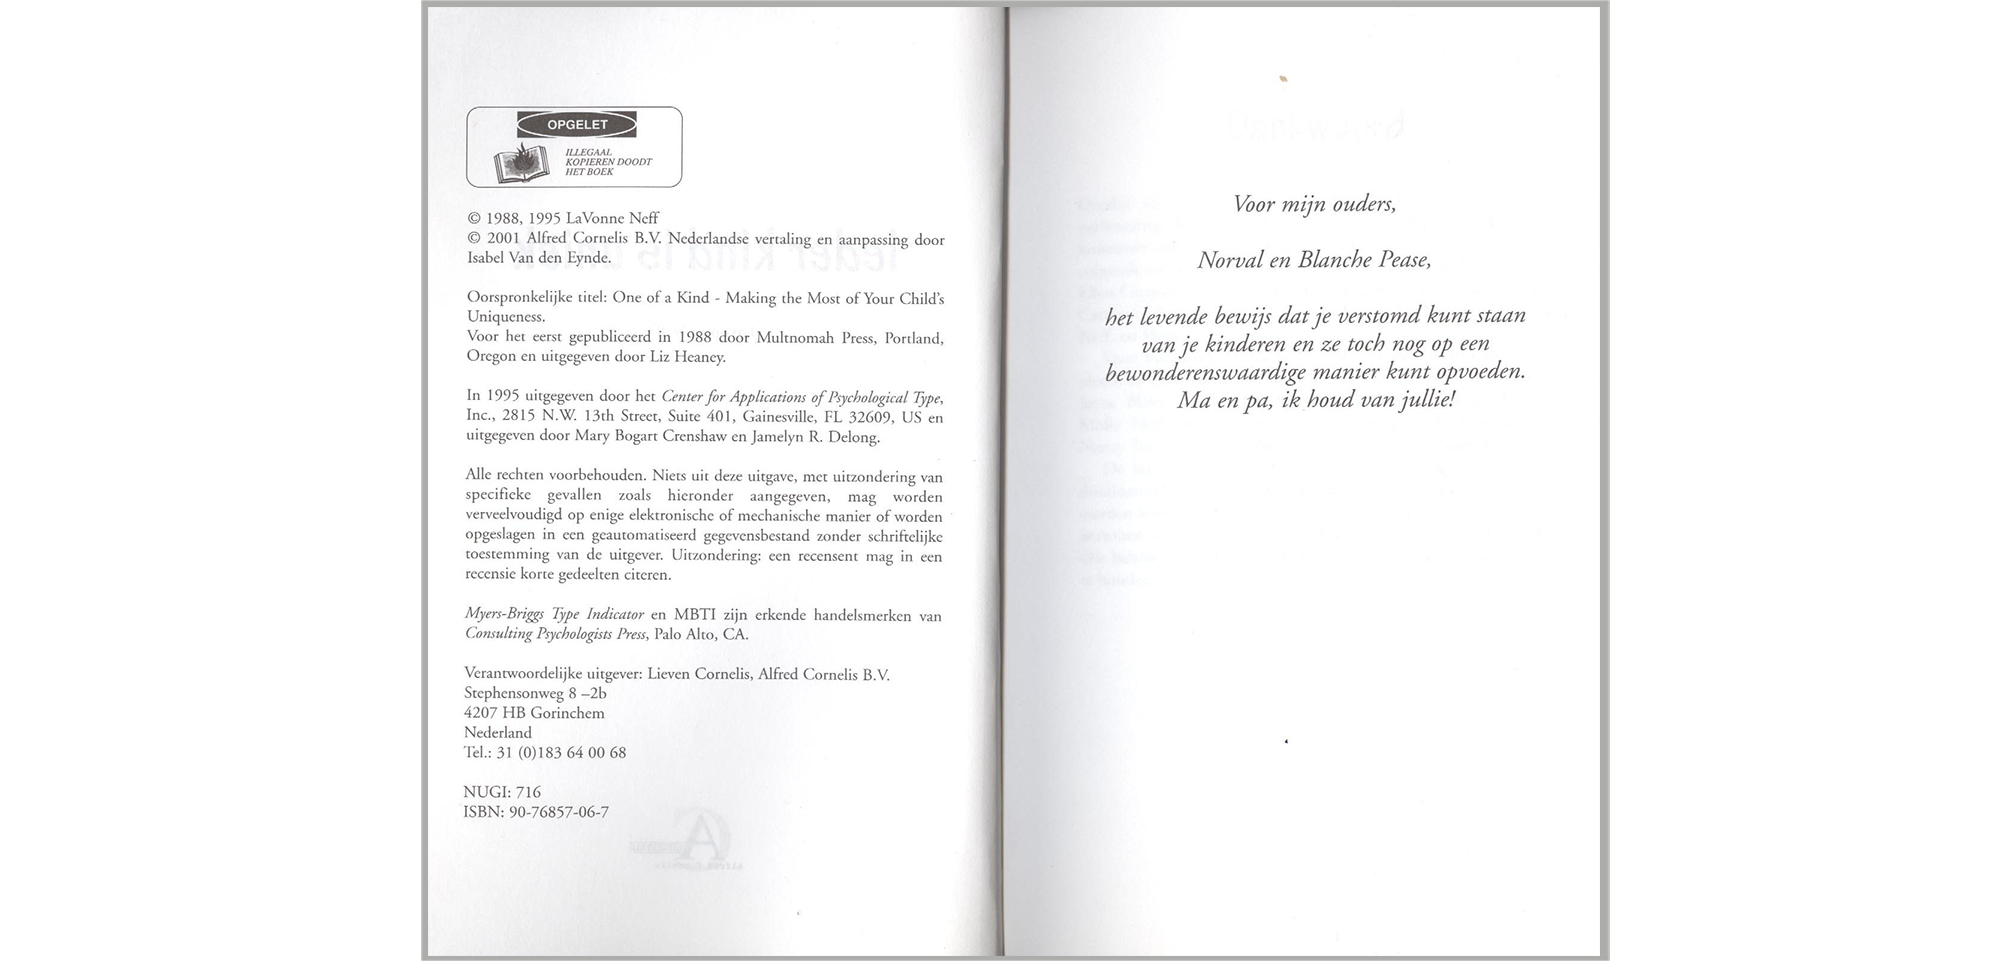 OPGELET
ILLEGAAL
KOPIEREN DOODT
HET BOEK
© 1988, 1995 LaVonne Neff
© 2001 Alfred Cornelis B.V. Nederlandse vertaling en aanpassing door
Isabel Van den Eynde.
Oorspronkelijke titel: One of a Kind - Making the Most of Your Child's
Uniqueness.
Voor het eerst gepubliceerd in 1988 door Multnomah Press, Portland,
Oregon en uitgegeven door Liz Heaney.
In 1995 uitgegeven door het Center for Applications of Psychological Type,
Inc., 2815 N.W. 13th Street, Suite 401, Gainesville, FL 32609, US en
uitgegeven door Mary Bogart Crenshaw en Jamelyn R. Delong.
Alle rechten voorbehouden. Niets uit deze uitgave, met uitzondering van
specifieke gevallen zoals hieronder aangegeven, mag worden
verveelvoudigd op enige elektronische of mechanische manier of worden
opgeslagen in een geautomatiseerd gegevensbestand zonder schriftelijke
toestemming van de uitgever. Uitzondering: een recensent mag in een
recensie korte gedeelten citeren.
Myers-Briggs Type Indicator en MBTI zijn erkende handelsmerken van
Consulting Psychologists Press, Palo Alto, CA.
Verantwoordelijke uitgever: Lieven Cornelis, Alfred Cornelis B.V.
Stephensonweg 8 –2b
4207 HB Gorinchem
Nederland
Tel.: 31 (0)183 64 00 68
NUGI: 716
ISBN: 90-76857-06-7
Voor mijn ouders,
Norval en Blanche Pease,
het levende bewijs dat je verstomd kunt staan
van je kinderen en ze toch nog op een
bewonderenswaardige manier kunt opvoeden.
Ma en pa, ik houd van jullie!